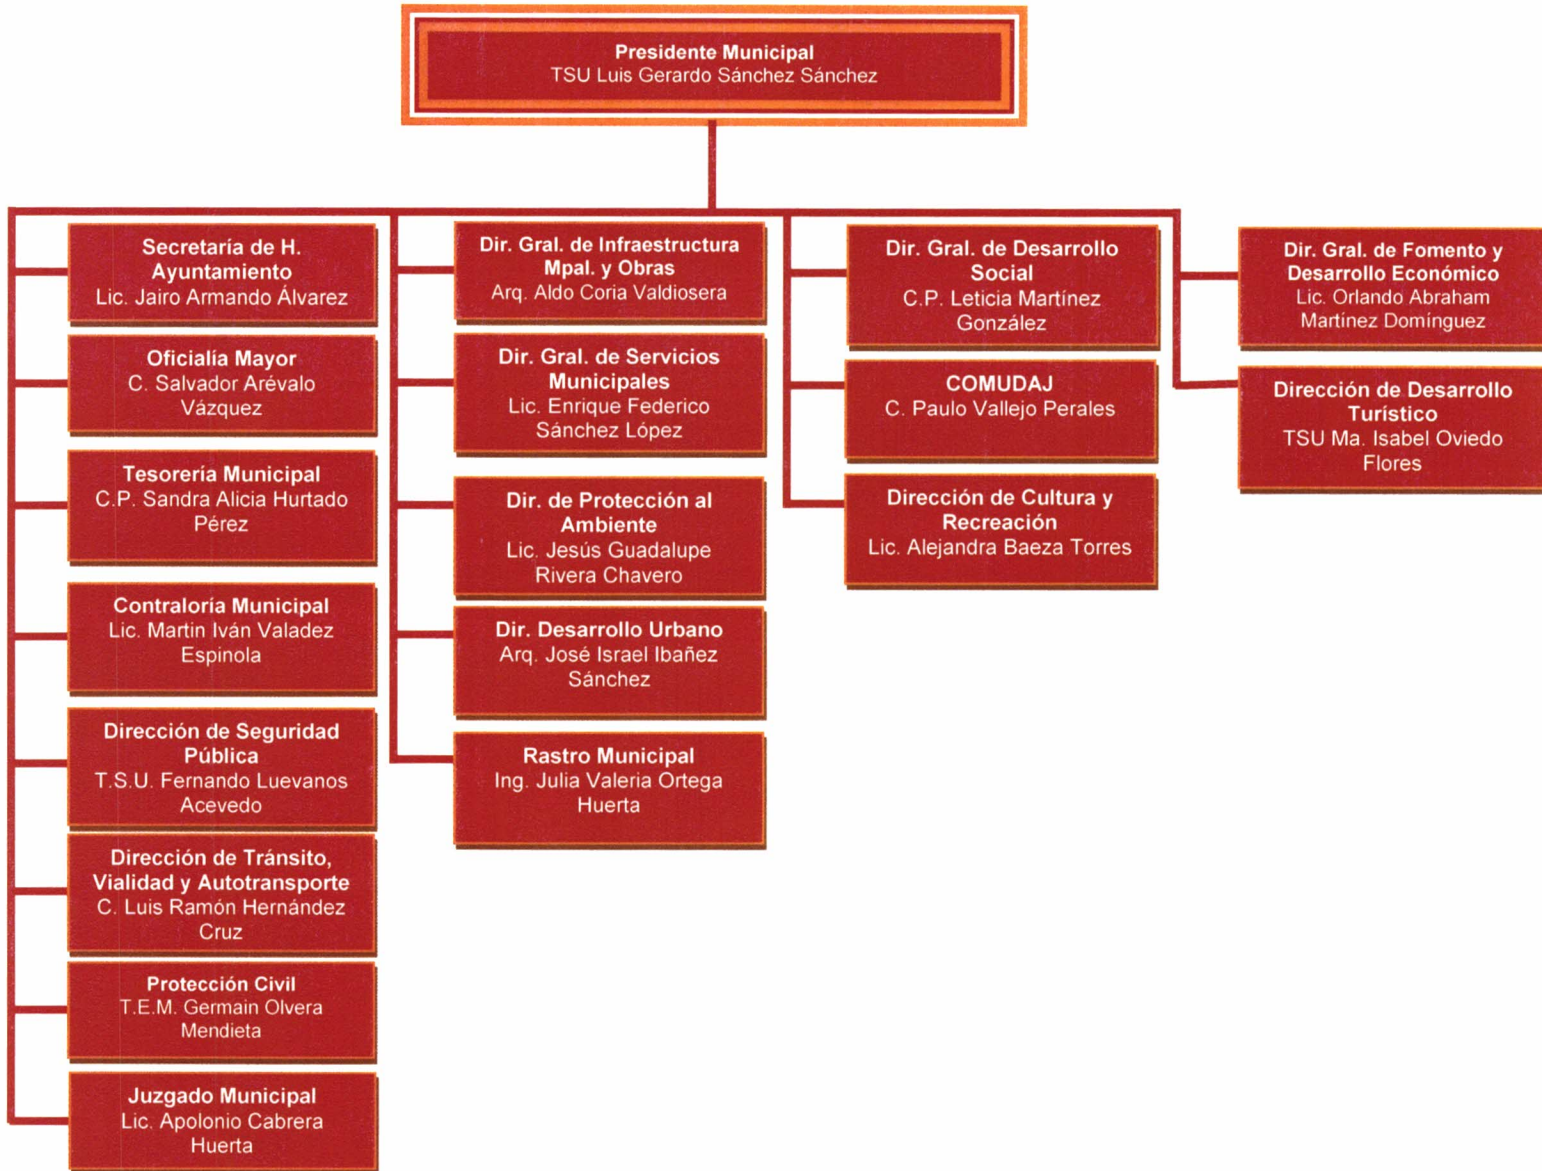 Presidente Municipal
TSU Luis Gerardo Sánchez Sánchez
Secretaría de H.
Ayuntamiento
Lic. Jairo Armando Álvarez
Oficialía Mayor
C. Salvador Arévalo
Vázquez
Tesorería Municipal
C.P. Sandra Alicia Hurtado
Pérez
Contraloría Municipal
Lic. Martin Iván Valadez
Espinola
Dirección de Seguridad
Pública
T.S.U. Fernando Luevanos
Acevedo
Dirección de Tránsito,
Vialidad y Autotransporte
C. Luis Ramón Hernández
Cruz
Protección Civil
T.E.M. Germain Olvera
Mendieta
Juzgado Municipal
Lic. Apolonio Cabrera
Huerta
Dir. Gral. de Infraestructura
Mpal. y Obras
Arq. Aldo Coria Valdiosera
Dir. Gral. de Servicios
Municipales
Lic. Enrique Federico
Sánchez López
Dir. de Protección al
Ambiente
Lic. Jesús Guadalupe
Rivera Chavero
Dir. Desarrollo Urbano
Arq. José Israel Ibañez
Sánchez
Rastro Municipal
Ing. Julia Valeria Ortega
Huerta
Dir. Gral. de Desarrollo
Social
C.P. Leticia Martínez
González
COMUDAJ
C. Paulo Vallejo Perales
Dirección de Cultura y
Recreación
Lic. Alejandra Baeza Torres
Dir. Gral. de Fomento y
Desarrollo Económico
Lic. Orlando Abraham
Martínez Domínguez
Dirección de Desarrollo
Turístico
TSU Ma. Isabel Oviedo
Flores